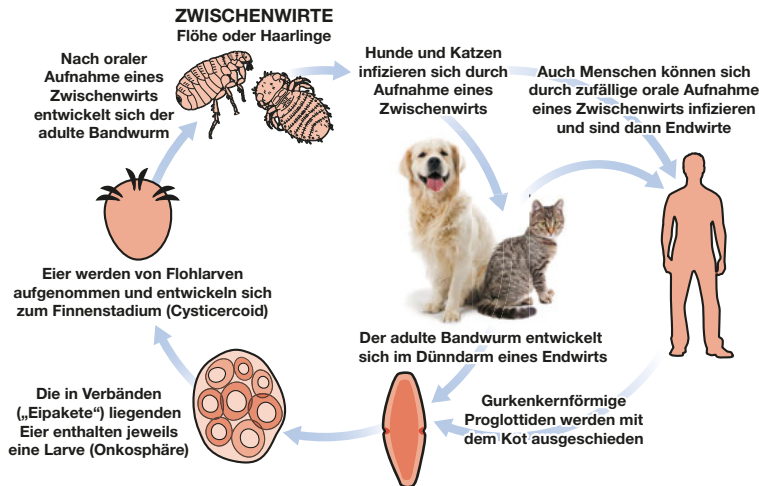 ZWISCHENWIRTE
Flöhe oder Haarlinge
Nach oraler
Aufnahme eines
Zwischenwirts
entwickelt sich der
adulte Bandwurm
Hunde und Katzen
infizieren sich durch
Aufnahme eines
Zwischenwirts
Auch Menschen können sich
durch zufällige orale Aufnahme
eines Zwischenwirts infizieren
und sind dann Endwirte
Eier werden von Flohlarven
aufgenommen und entwickeln sich
zum Finnenstadium (Cysticercoid)
Der adulte Bandwurm entwickelt
sich im Dünndarm eines Endwirts
Die in Verbänden
(„Eipakete“) liegenden
Eier enthalten jeweils
eine Larve (Onkosphäre)
Gurkenkernförmige
Proglottiden werden mit
dem Kot ausgeschieden